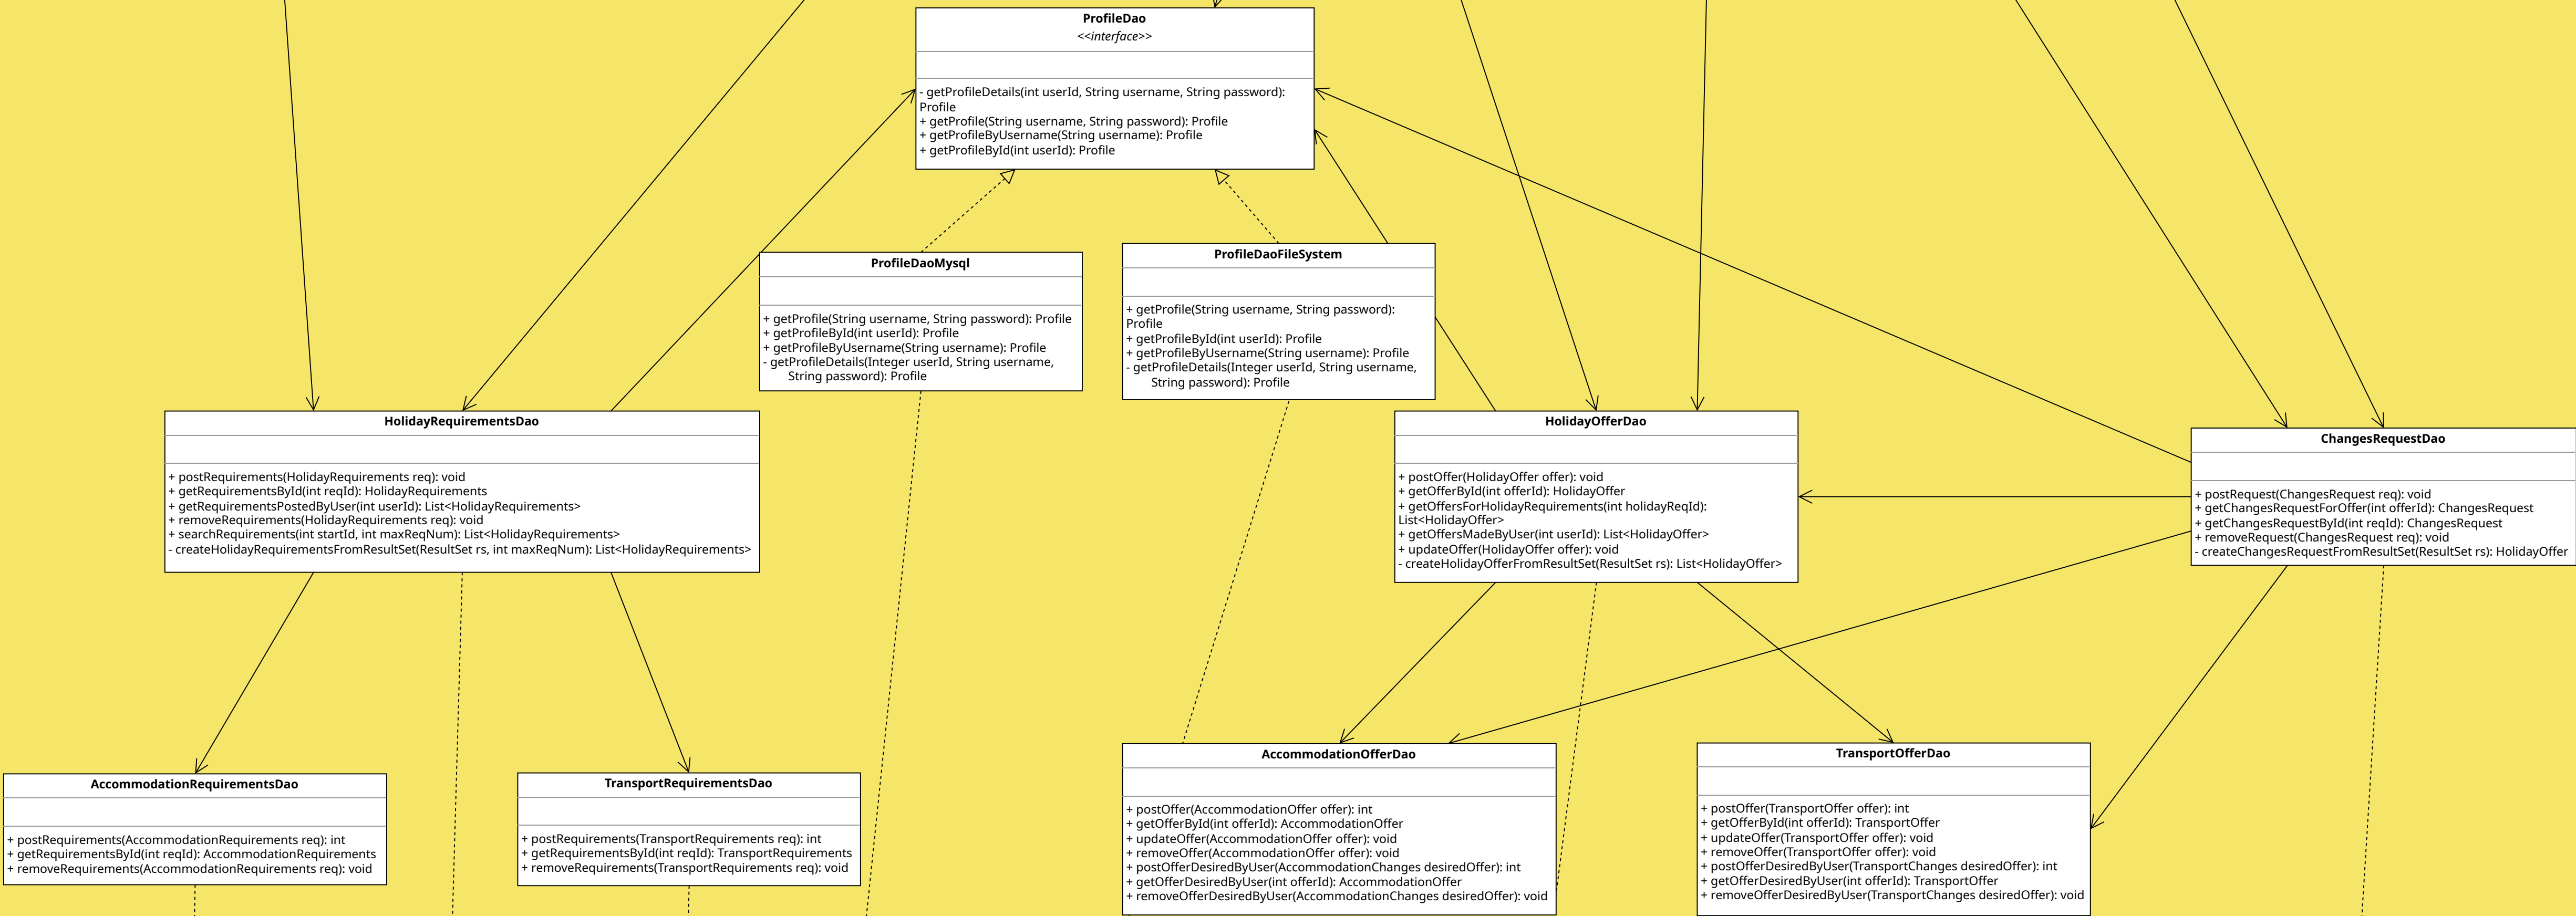 ProfileDao
<<interface>>
- getProfileDetails(int userId, String username, String password):
Profile
+ getProfile(String username, String password): Profile
+ getProfileByUsername(String username): Profile
+ getProfileById(int userId): Profile
ProfileDaoMysql
+ getProfile(String username, String password): Profile
+ getProfileById(int userId): Profile
+ getProfileByUsername(String username): Profile
- getProfileDetails(Integer userId, String username,
String password): Profile
ProfileDaoFileSystem
+ getProfile(String username, String password):
Profile
+ getProfileById(int userId): Profile
+ getProfileByUsername(String username): Profile
- getProfileDetails(Integer userId, String username,
String password): Profile
HolidayRequirementsDao
+ postRequirements(HolidayRequirements req): void
+ getRequirementsById(int reqId): HolidayRequirements
+ getRequirementsPostedByUser(int userId): List<HolidayRequirements>
+ removeRequirements(HolidayRequirements req): void
+ searchRequirements(int startId, int maxReqNum): List<HolidayRequirements>
- createHolidayRequirementsFromResultSet(ResultSet rs, int maxReqNum): List<HolidayRequirements>
HolidayOfferDao
+ postOffer(HolidayOffer offer): void
+ getOfferById(int offerId): HolidayOffer
+ getOffersForHolidayRequirements(int holidayReqId):
List<HolidayOffer>
+ getOffersMadeByUser(int userId): List<HolidayOffer>
+ updateOffer(HolidayOffer offer): void
- createHolidayOfferFromResultSet(ResultSet rs): List<HolidayOffer>
ChangesRequestDao
+ postRequest(ChangesRequest req): void
+ getChangesRequestForOffer(int offerId): ChangesRequest
+ getChangesRequestById(int reqId): ChangesRequest
+ removeRequest(ChangesRequest req): void
- createChangesRequestFromResultSet(ResultSet rs): HolidayOffer
AccommodationRequirementsDao
+ postRequirements(AccommodationRequirements req): int
+ getRequirementsById(int reqId): AccommodationRequirements
+ removeRequirements(AccommodationRequirements req): void
TransportRequirementsDao
+ postRequirements(TransportRequirements req): int
+ getRequirementsById(int reqId): TransportRequirements
+ removeRequirements(TransportRequirements req): void
AccommodationOfferDao
+ postOffer(AccommodationOffer offer): int
+ getOfferById(int offerId): AccommodationOffer
+ updateOffer(AccommodationOffer offer): void
+ removeOffer(AccommodationOffer offer): void
+ postOfferDesiredByUser(AccommodationChanges desiredOffer): int
+ getOfferDesiredByUser(int offerId): AccommodationOffer
+ removeOfferDesiredByUser(AccommodationChanges desiredOffer): void
TransportOfferDao
+ postOffer(TransportOffer offer): int
+ getOfferById(int offerId): TransportOffer
+ updateOffer(TransportOffer offer): void
+ removeOffer(TransportOffer offer): void
+ postOfferDesiredByUser(TransportChanges desiredOffer): int
+ getOfferDesiredByUser(int offerId): TransportOffer
+ removeOfferDesiredByUser(TransportChanges desiredOffer): void